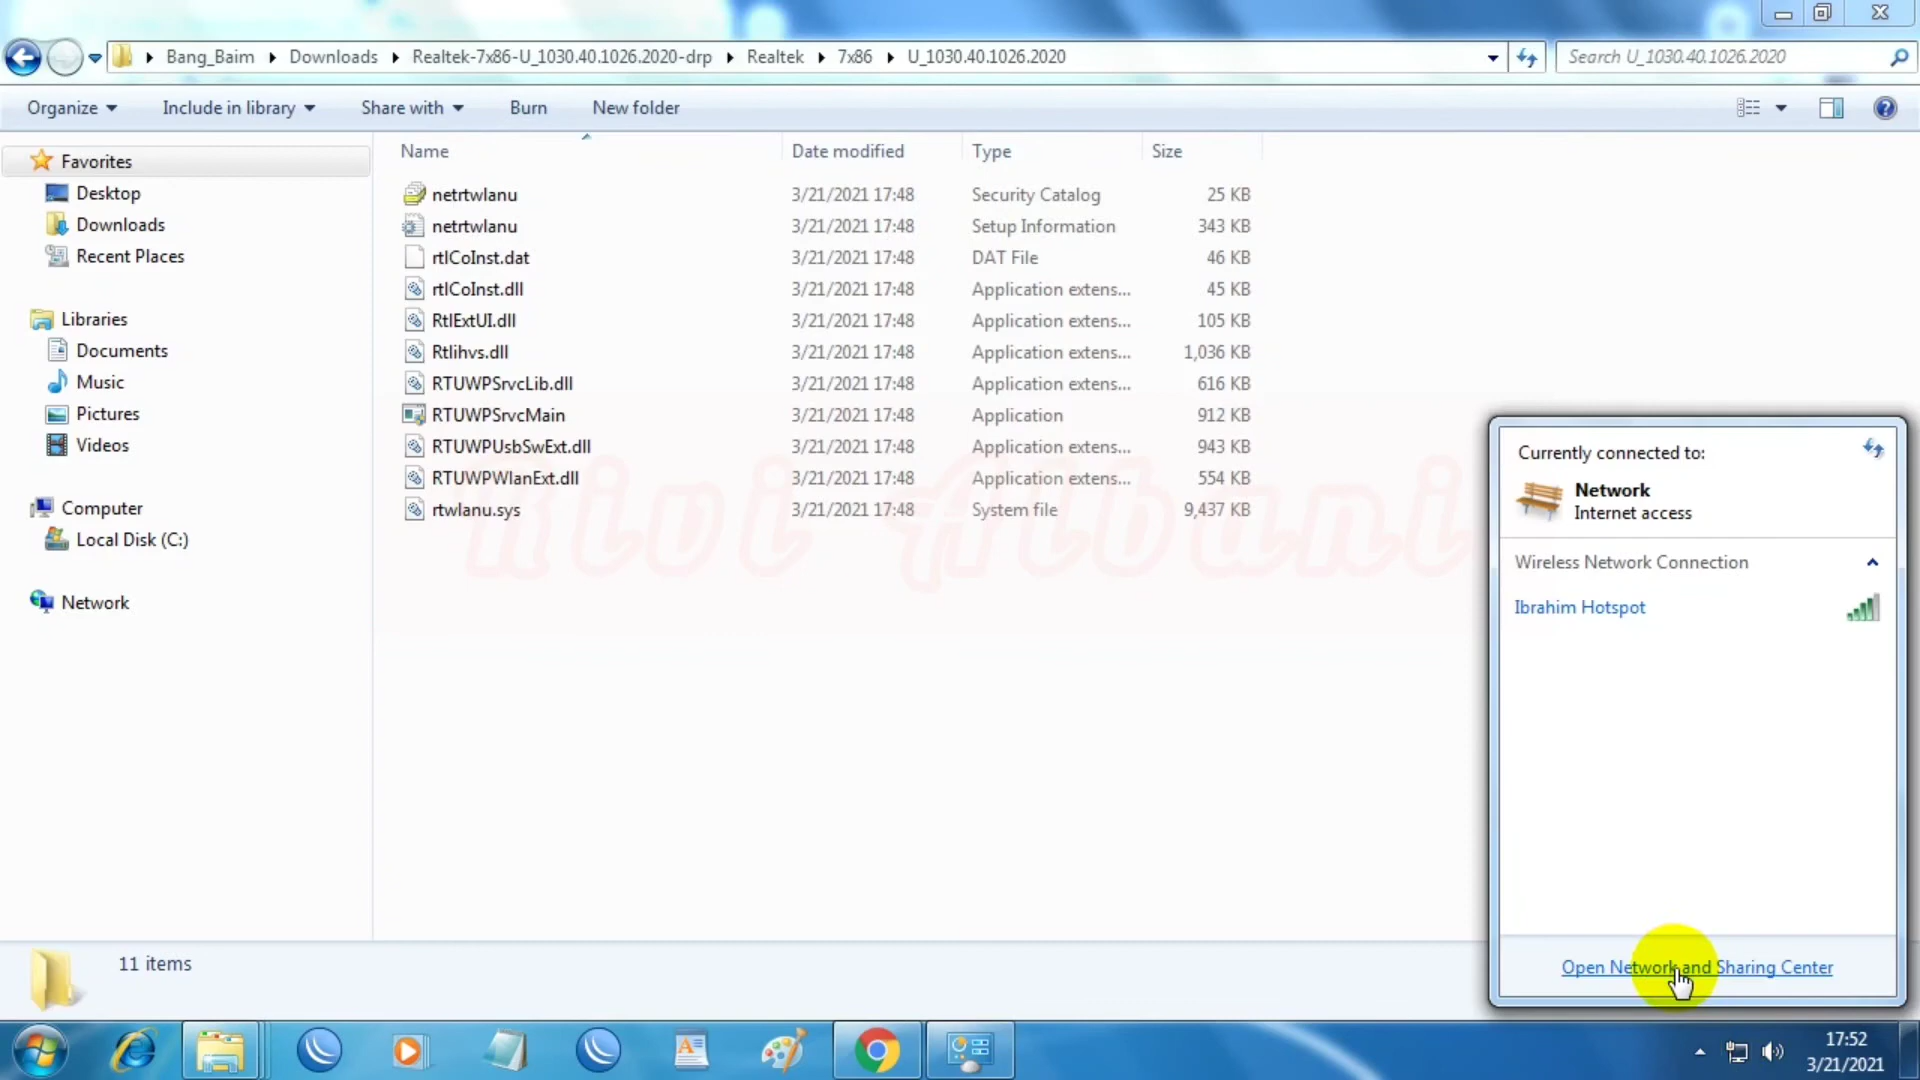 Bang_Baim Downloads Realtek-7x86-U_1030.40.1026.2020-drp Realtek 7x86 U_1030.40.1026.2020
Search U_1030.40.1026.2020
Organize Include in library Share with Burn New folder
Name Date modified Type Size
netrtwlanu 3/21/2021 17:48 Security Catalog 25 KB
netrtwlanu 3/21/2021 17:48 Setup Information 343 KB
rtlCoInst.dat 3/21/2021 17:48 DAT File 46 KB
rtlCoInst.dll 3/21/2021 17:48 Application extens... 45 KB
RtlExtUI.dll 3/21/2021 17:48 Application extens... 105 KB
Rtlihvs.dll 3/21/2021 17:48 Application extens... 1,036 KB
RTUWPSrvcLib.dll 3/21/2021 17:48 Application extens... 616 KB
RTUWPSrvcMain 3/21/2021 17:48 Application 912 KB
RTUWPUsbSwExt.dll 3/21/2021 17:48 Application extens... 943 KB
RTUWPWlanExt.dll 3/21/2021 17:48 Application extens... 554 KB
rtwlanu.sys 3/21/2021 17:48 System file 9,437 KB
Favorites
Desktop
Downloads
Recent Places
Libraries
Documents
Music
Pictures
Videos
Computer
Local Disk (C:)
Network
Kivi Albani
Currently connected to:
Network
Internet access
Wireless Network Connection
Ibrahim Hotspot
Open Network and Sharing Center
11 items
17:52
3/21/2021